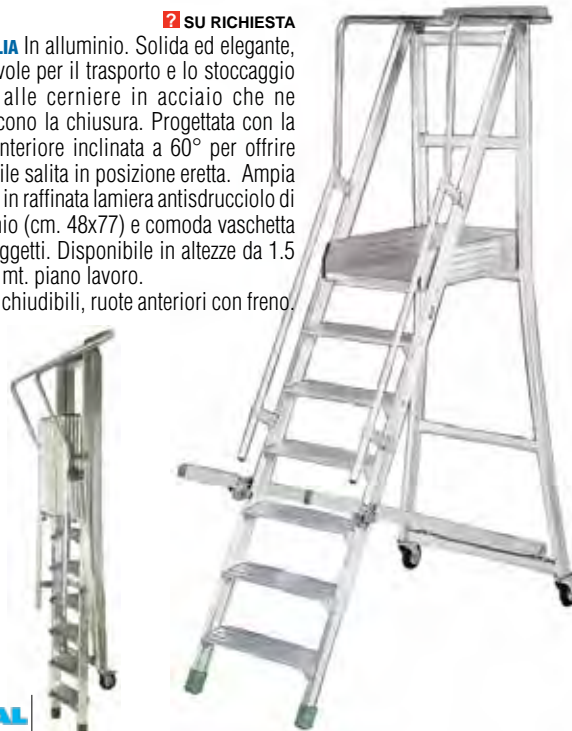 ? SU RICHIESTA
LIA In alluminio. Solida ed elegante,
vole per il trasporto e lo stoccaggio
alle cerniere in acciaio che ne
cono la chiusura. Progettata con la
nteriore inclinata a 60° per offrire
ile salita in posizione eretta. Ampia
in raffinata lamiera antisdrucciolo di
nio (cm. 48x77) e comoda vaschetta
ggetti. Disponibile in altezze da 1.5
mt. piano lavoro.
chiudibili, ruote anteriori con freno.
AL